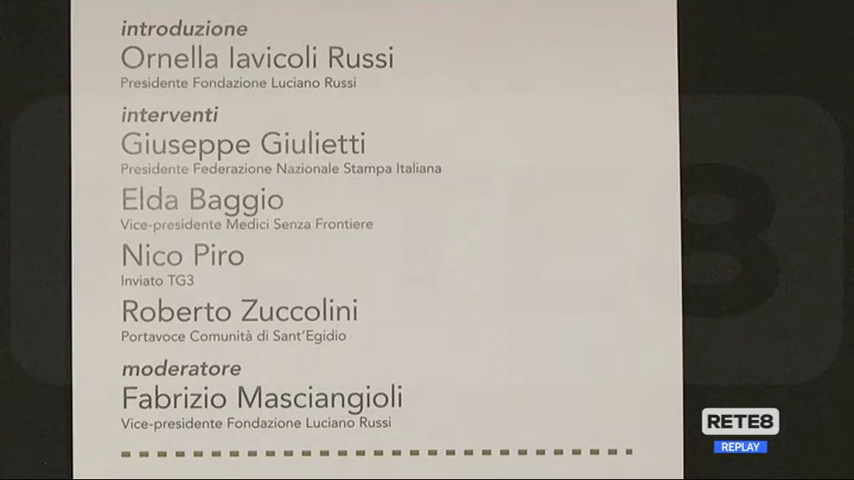 introduzione
Ornella Iavicoli Russi
Presidente Fondazione Luciano Russi
interventi
Giuseppe Giulietti
Presidente Federazione Nazionale Stampa Italiana
Elda Baggio
Vice-presidente Medici Senza Frontiere
Nico Piro
Inviato TG3
Roberto Zuccolini
Portavoce Comunità di Sant'Egidio
moderatore
Fabrizio Masciangioli
Vice-presidente Fondazione Luciano Russi
RETE8
REPLAY